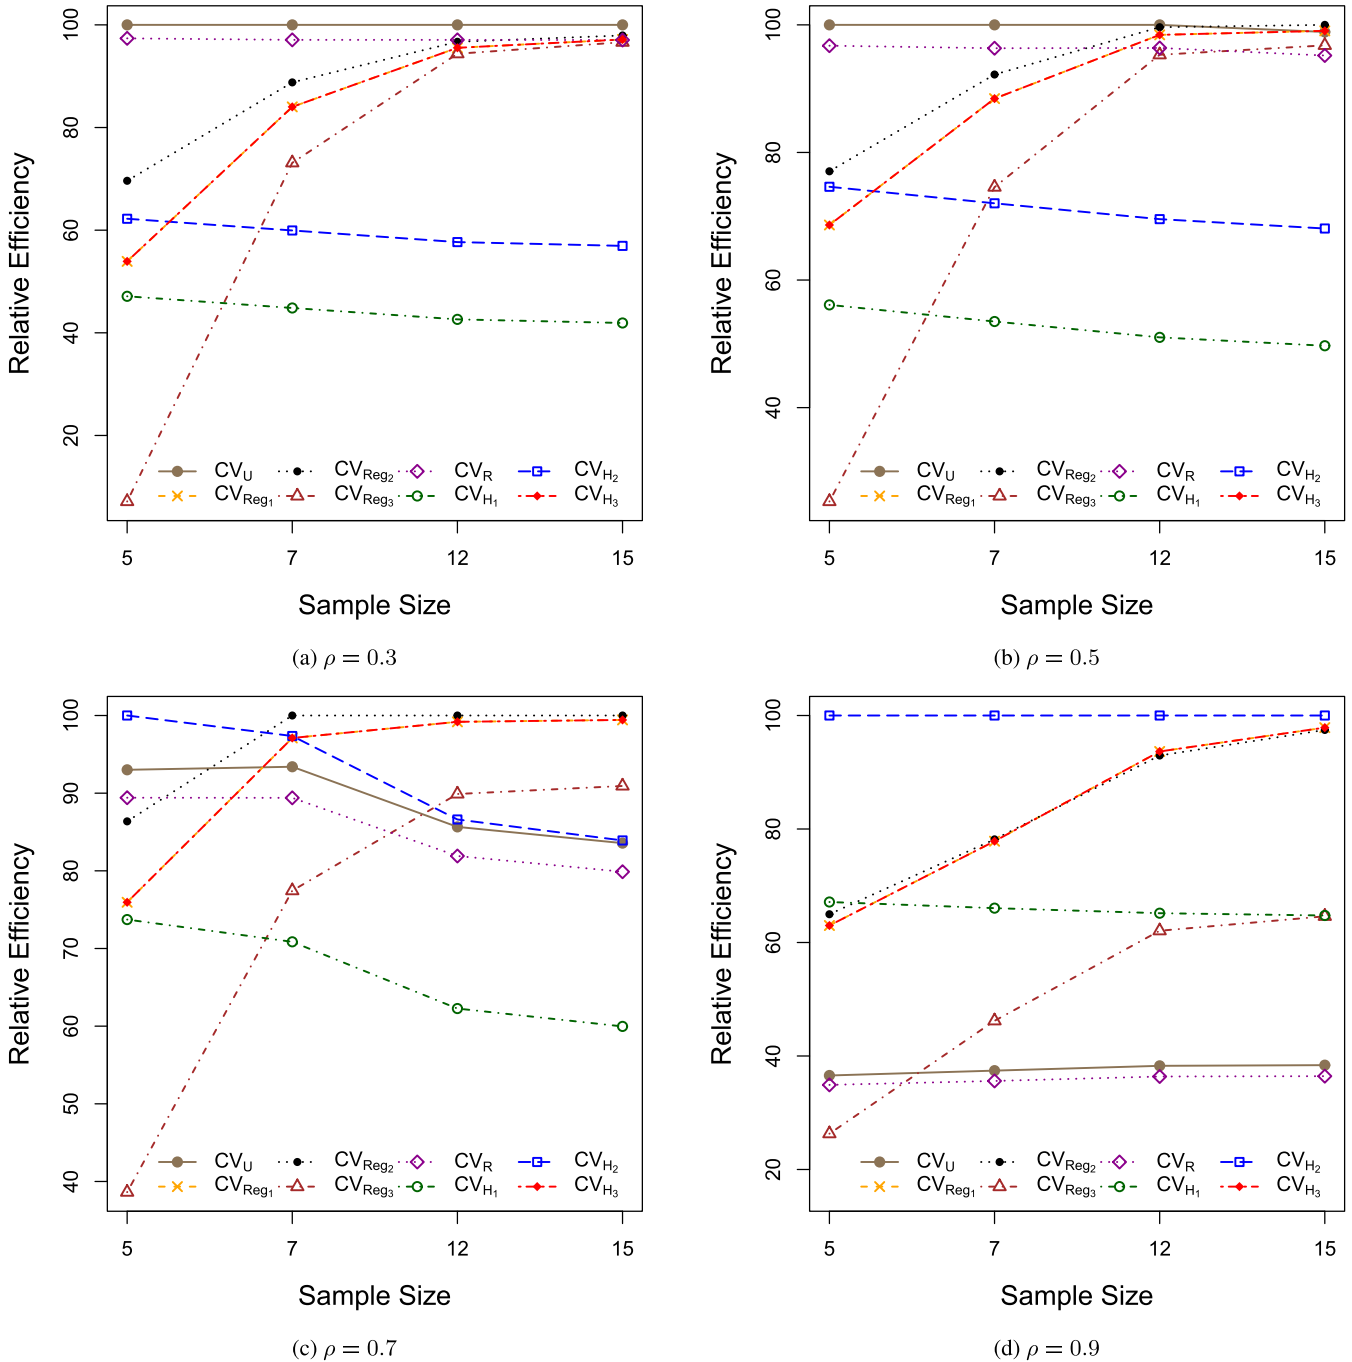 Relative Efficiency
100
80
60
40
20
CV_U CV_Reg2 CV_R CV_H2
CV_Reg1 CV_Reg3 CV_H1 CV_H3
5 7 12 15
Sample Size
(a) ρ = 0.3
Relative Efficiency
100
80
60
40
CV_U CV_Reg2 CV_R CV_H2
CV_Reg1 CV_Reg3 CV_H1 CV_H3
5 7 12 15
Sample Size
(b) ρ = 0.5
Relative Efficiency
100
90
80
70
60
50
40
CV_U CV_Reg2 CV_R CV_H2
CV_Reg1 CV_Reg3 CV_H1 CV_H3
5 7 12 15
Sample Size
(c) ρ = 0.7
Relative Efficiency
100
80
60
40
20
CV_U CV_Reg2 CV_R CV_H2
CV_Reg1 CV_Reg3 CV_H1 CV_H3
5 7 12 15
Sample Size
(d) ρ = 0.9